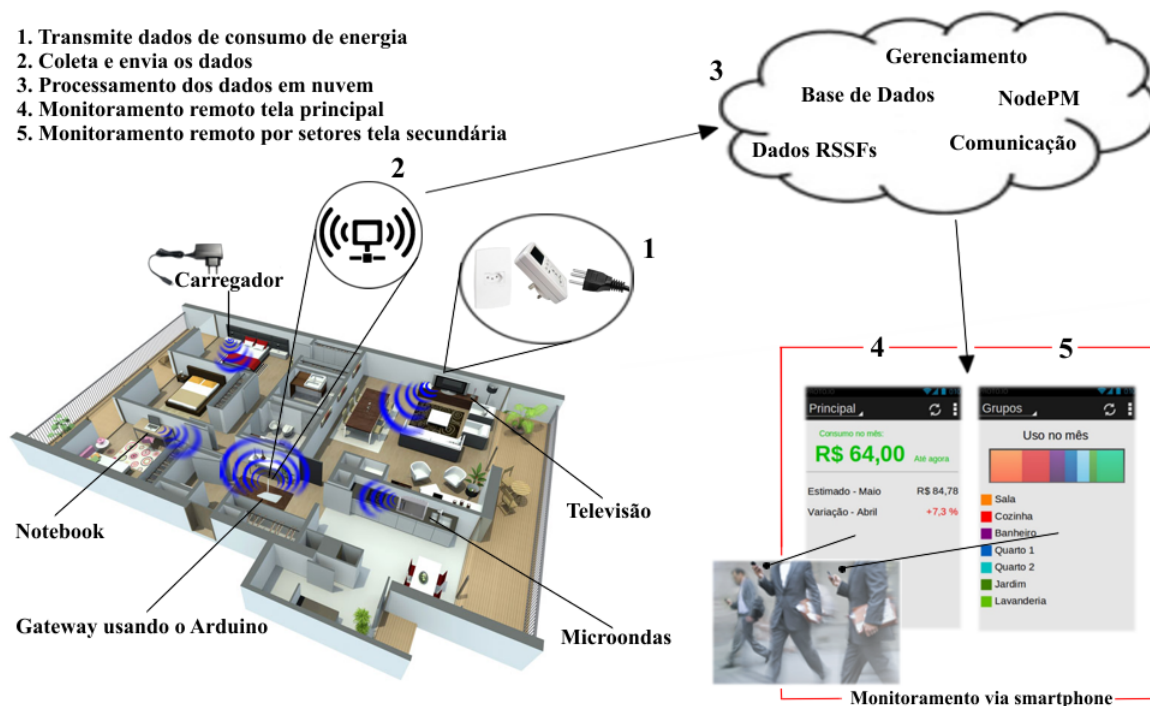 1. Transmite dados de consumo de energia
2. Coleta e envia os dados
3. Processamento dos dados em nuvem
4. Monitoramento remoto tela principal
5. Monitoramento remoto por setores tela secundária
3
Gerenciamento
Base de Dados
NodePM
Dados RSSFs
Comunicação
2
1
Carregador
Notebook
Televisão
Gateway usando o Arduino
Microondas
4
5
Principal
Consumo no mês:
R$ 64,00 Até agora
Estimado - Maio R$ 84,78
Variação - Abril +7,3 %
Grupos
Uso no mês
Sala
Cozinha
Banheiro
Quarto 1
Quarto 2
Jardim
Lavanderia
Monitoramento via smartphone